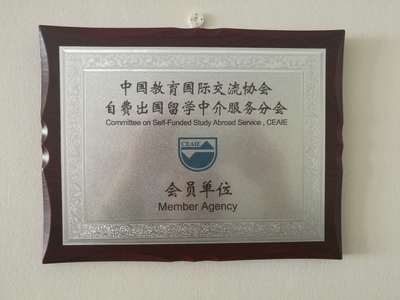 中国教育国际交流协会
自费出国留学中介服务分会
Committee on Self-Funded Study Abroad Service , CEAIE
CEAIE
会员单位
Member Agency